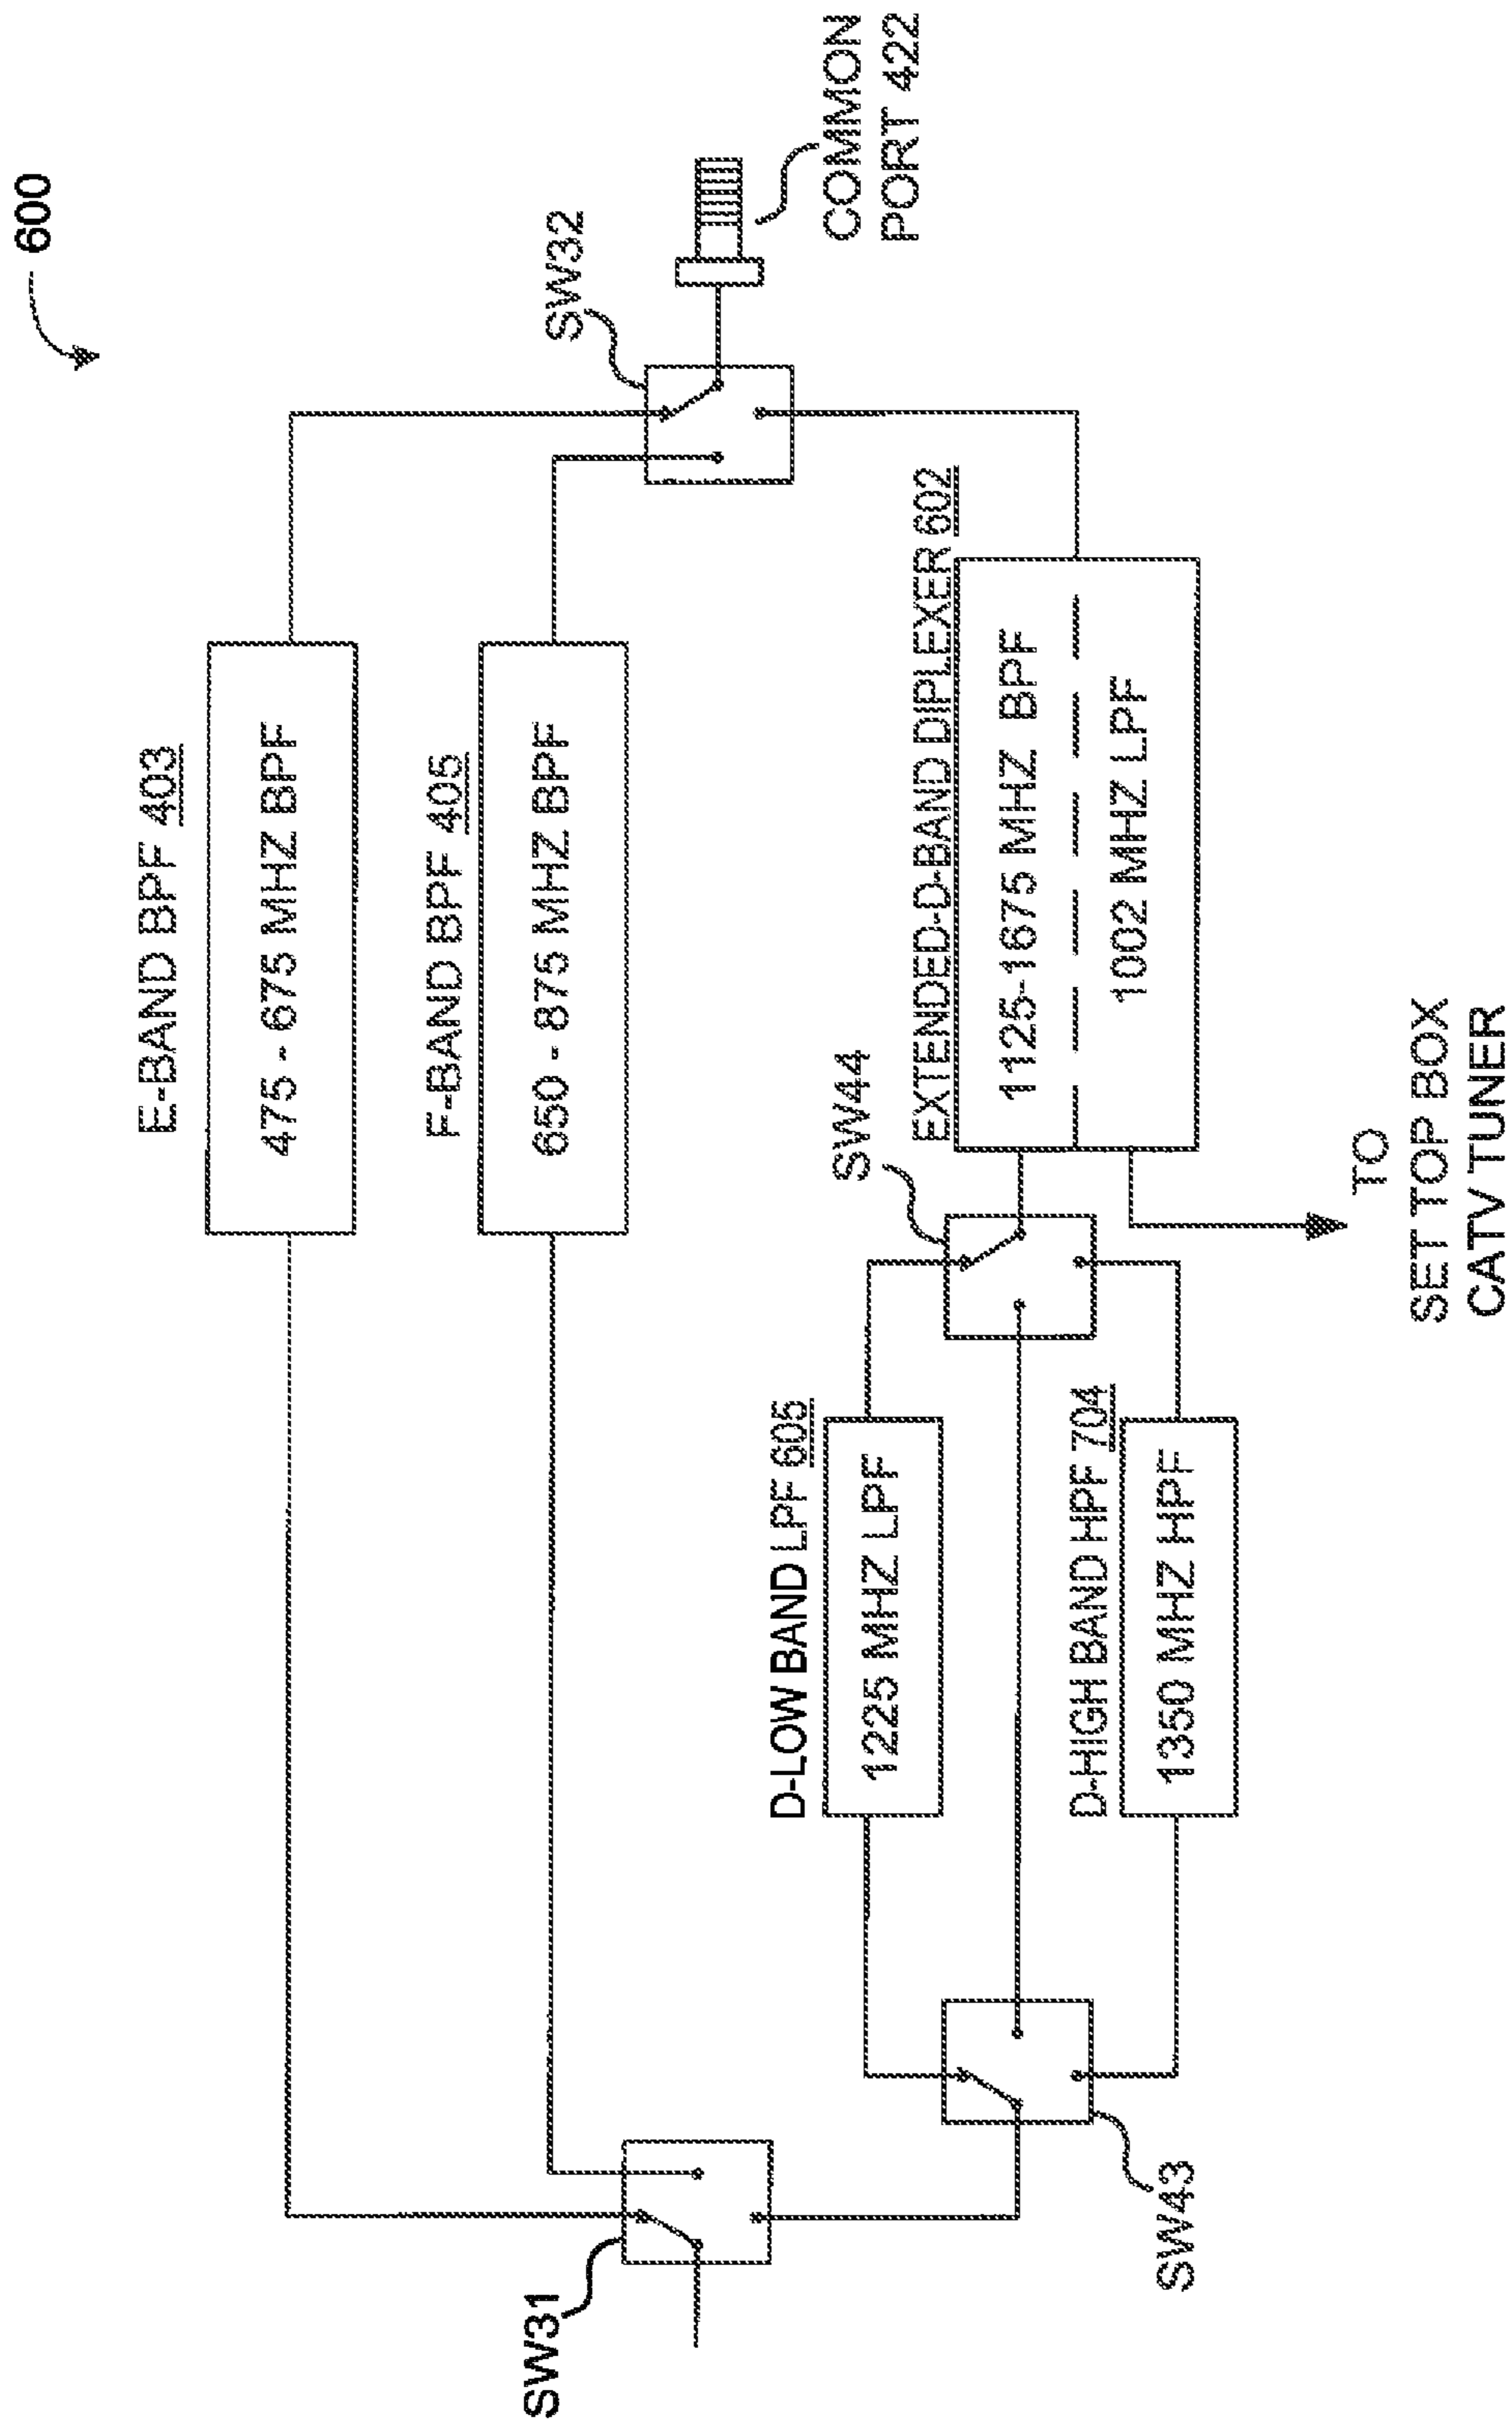 600
E-BAND BPF 403
475 - 675 MHZ BPF
F-BAND BPF 405
650 - 875 MHZ BPF
SW31
SW32
COMMON
PORT 422
D-LOW BAND LPF 605
1225 MHZ LPF
SW44
EXTENDED-D-BAND DIPLEXER 602
1125-1675 MHZ BPF
1002 MHZ LPF
D-HIGH BAND HPF 704
1350 MHZ HPF
SW43
TO
SET TOP BOX
CATV TUNER